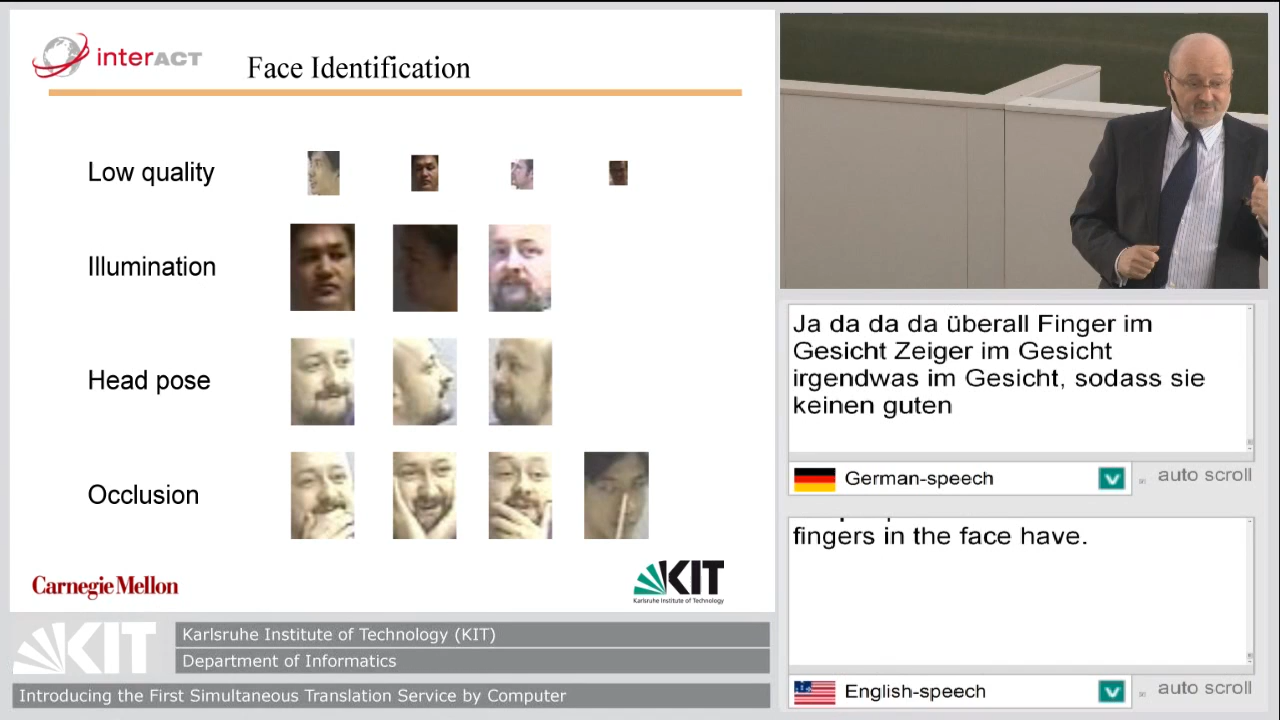 interACT
Face Identification
Low quality
Illumination
Head pose
Occlusion
Carnegie Mellon
KIT
Karlsruhe Institute of Technology
KIT
Karlsruhe Institute of Technology (KIT)
Department of Informatics
Introducing the First Simultaneous Translation Service by Computer
Ja da da da überall Finger im
Gesicht Zeiger im Gesicht
irgendwas im Gesicht, sodass sie
keinen guten
German-speech
auto scroll
fingers in the face have.
English-speech
auto scroll